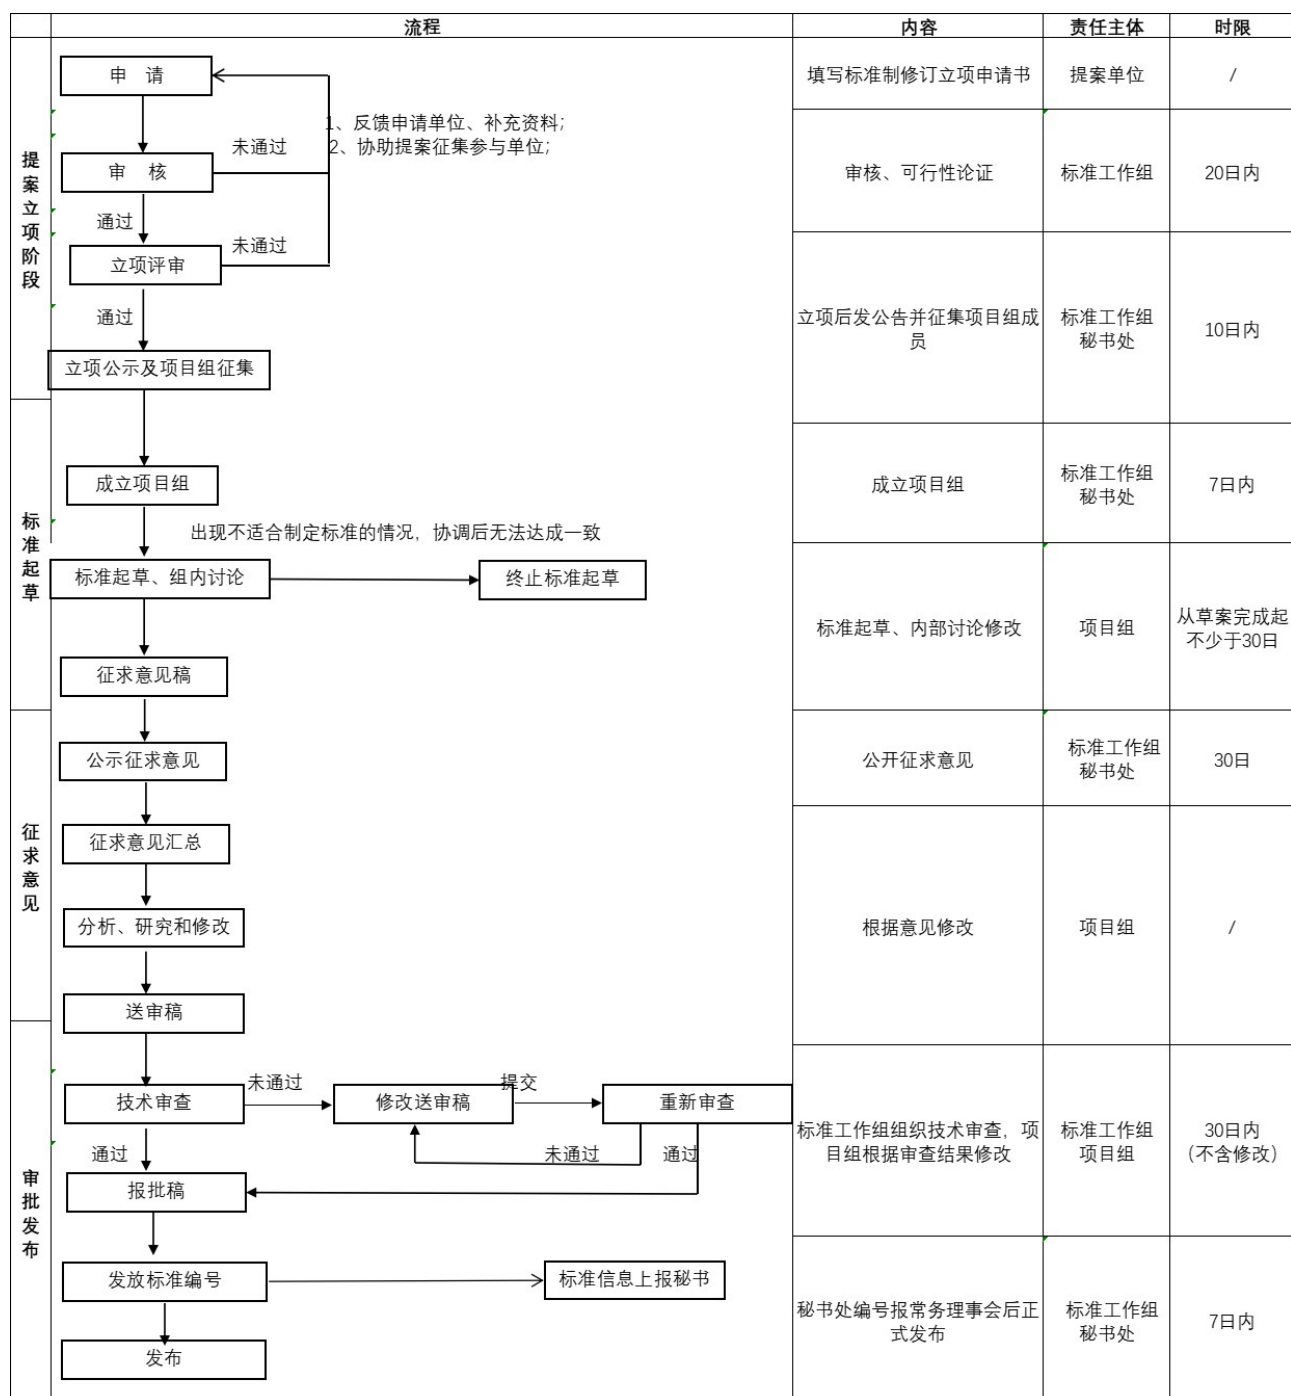 流程
内容
责任主体
时限
提案立项阶段
申 请
填写标准制修订立项申请书
提案单位
/
1、反馈申请单位、补充资料;
2、协助提案征集参与单位;
未通过
审 核
审核、可行性论证
标准工作组
20日内
通过
未通过
立项评审
通过
立项后发公告并征集项目组成
员
标准工作组
秘书处
10日内
立项公示及项目组征集
标准起草
成立项目组
成立项目组
标准工作组
秘书处
7日内
出现不适合制定标准的情况，协调后无法达成一致
标准起草、组内讨论
终止标准起草
标准起草、内部讨论修改
项目组
从草案完成起
不少于30日
征求意见稿
征求意见
公示征求意见
公开征求意见
标准工作组
秘书处
30日
征求意见汇总
分析、研究和修改
根据意见修改
项目组
/
送审稿
审批发布
技术审查
未通过
修改送审稿
提交
重新审查
通过
未通过
通过
标准工作组组织技术审查，项
目组根据审查结果修改
标准工作组
项目组
30日内
（不含修改）
报批稿
发放标准编号
标准信息上报秘书
秘书处编号报常务理事会后正
式发布
标准工作组
秘书处
7日内
发布